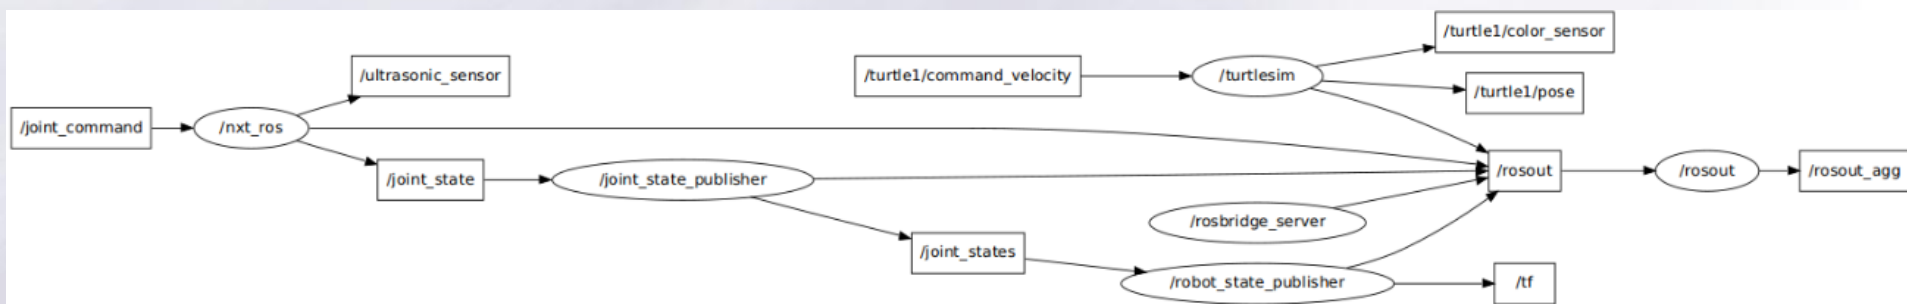 /turtle1/color_sensor
/ultrasonic_sensor
/turtle1/command_velocity
/turtlesim
/turtle1/pose
/joint_command
/nxt_ros
/joint_state
/joint_state_publisher
/rosout
/rosout
/rosout_agg
/rosbridge_server
/joint_states
/robot_state_publisher
/tf